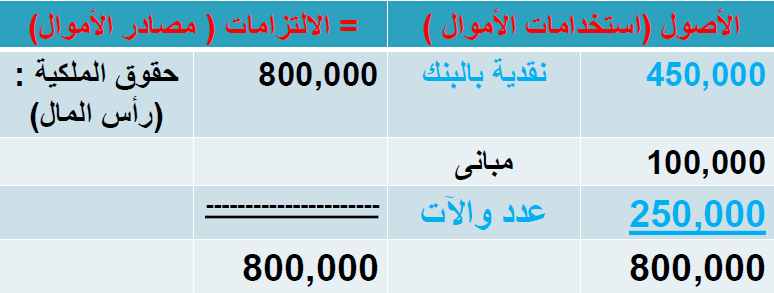 الأصول (استخدامات الأموال ) = الالتزامات ( مصادر الأموال)
450,000 نقدية بالبنك 800,000 حقوق الملكية :
(رأس المال)
100,000 مبانى
250,000 عدد والآت ----------------------
800,000 800,000